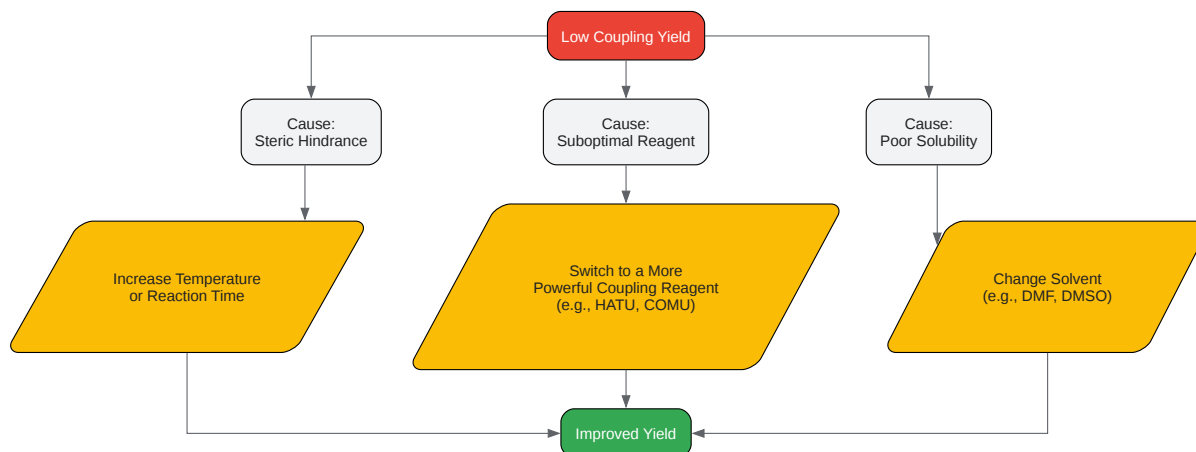 Low Coupling Yield
Cause:
Steric Hindrance
Cause:
Suboptimal Reagent
Cause:
Poor Solubility
Increase Temperature
or Reaction Time
Switch to a More
Powerful Coupling Reagent
(e.g., HATU, COMU)
Change Solvent
(e.g., DMF, DMSO)
Improved Yield